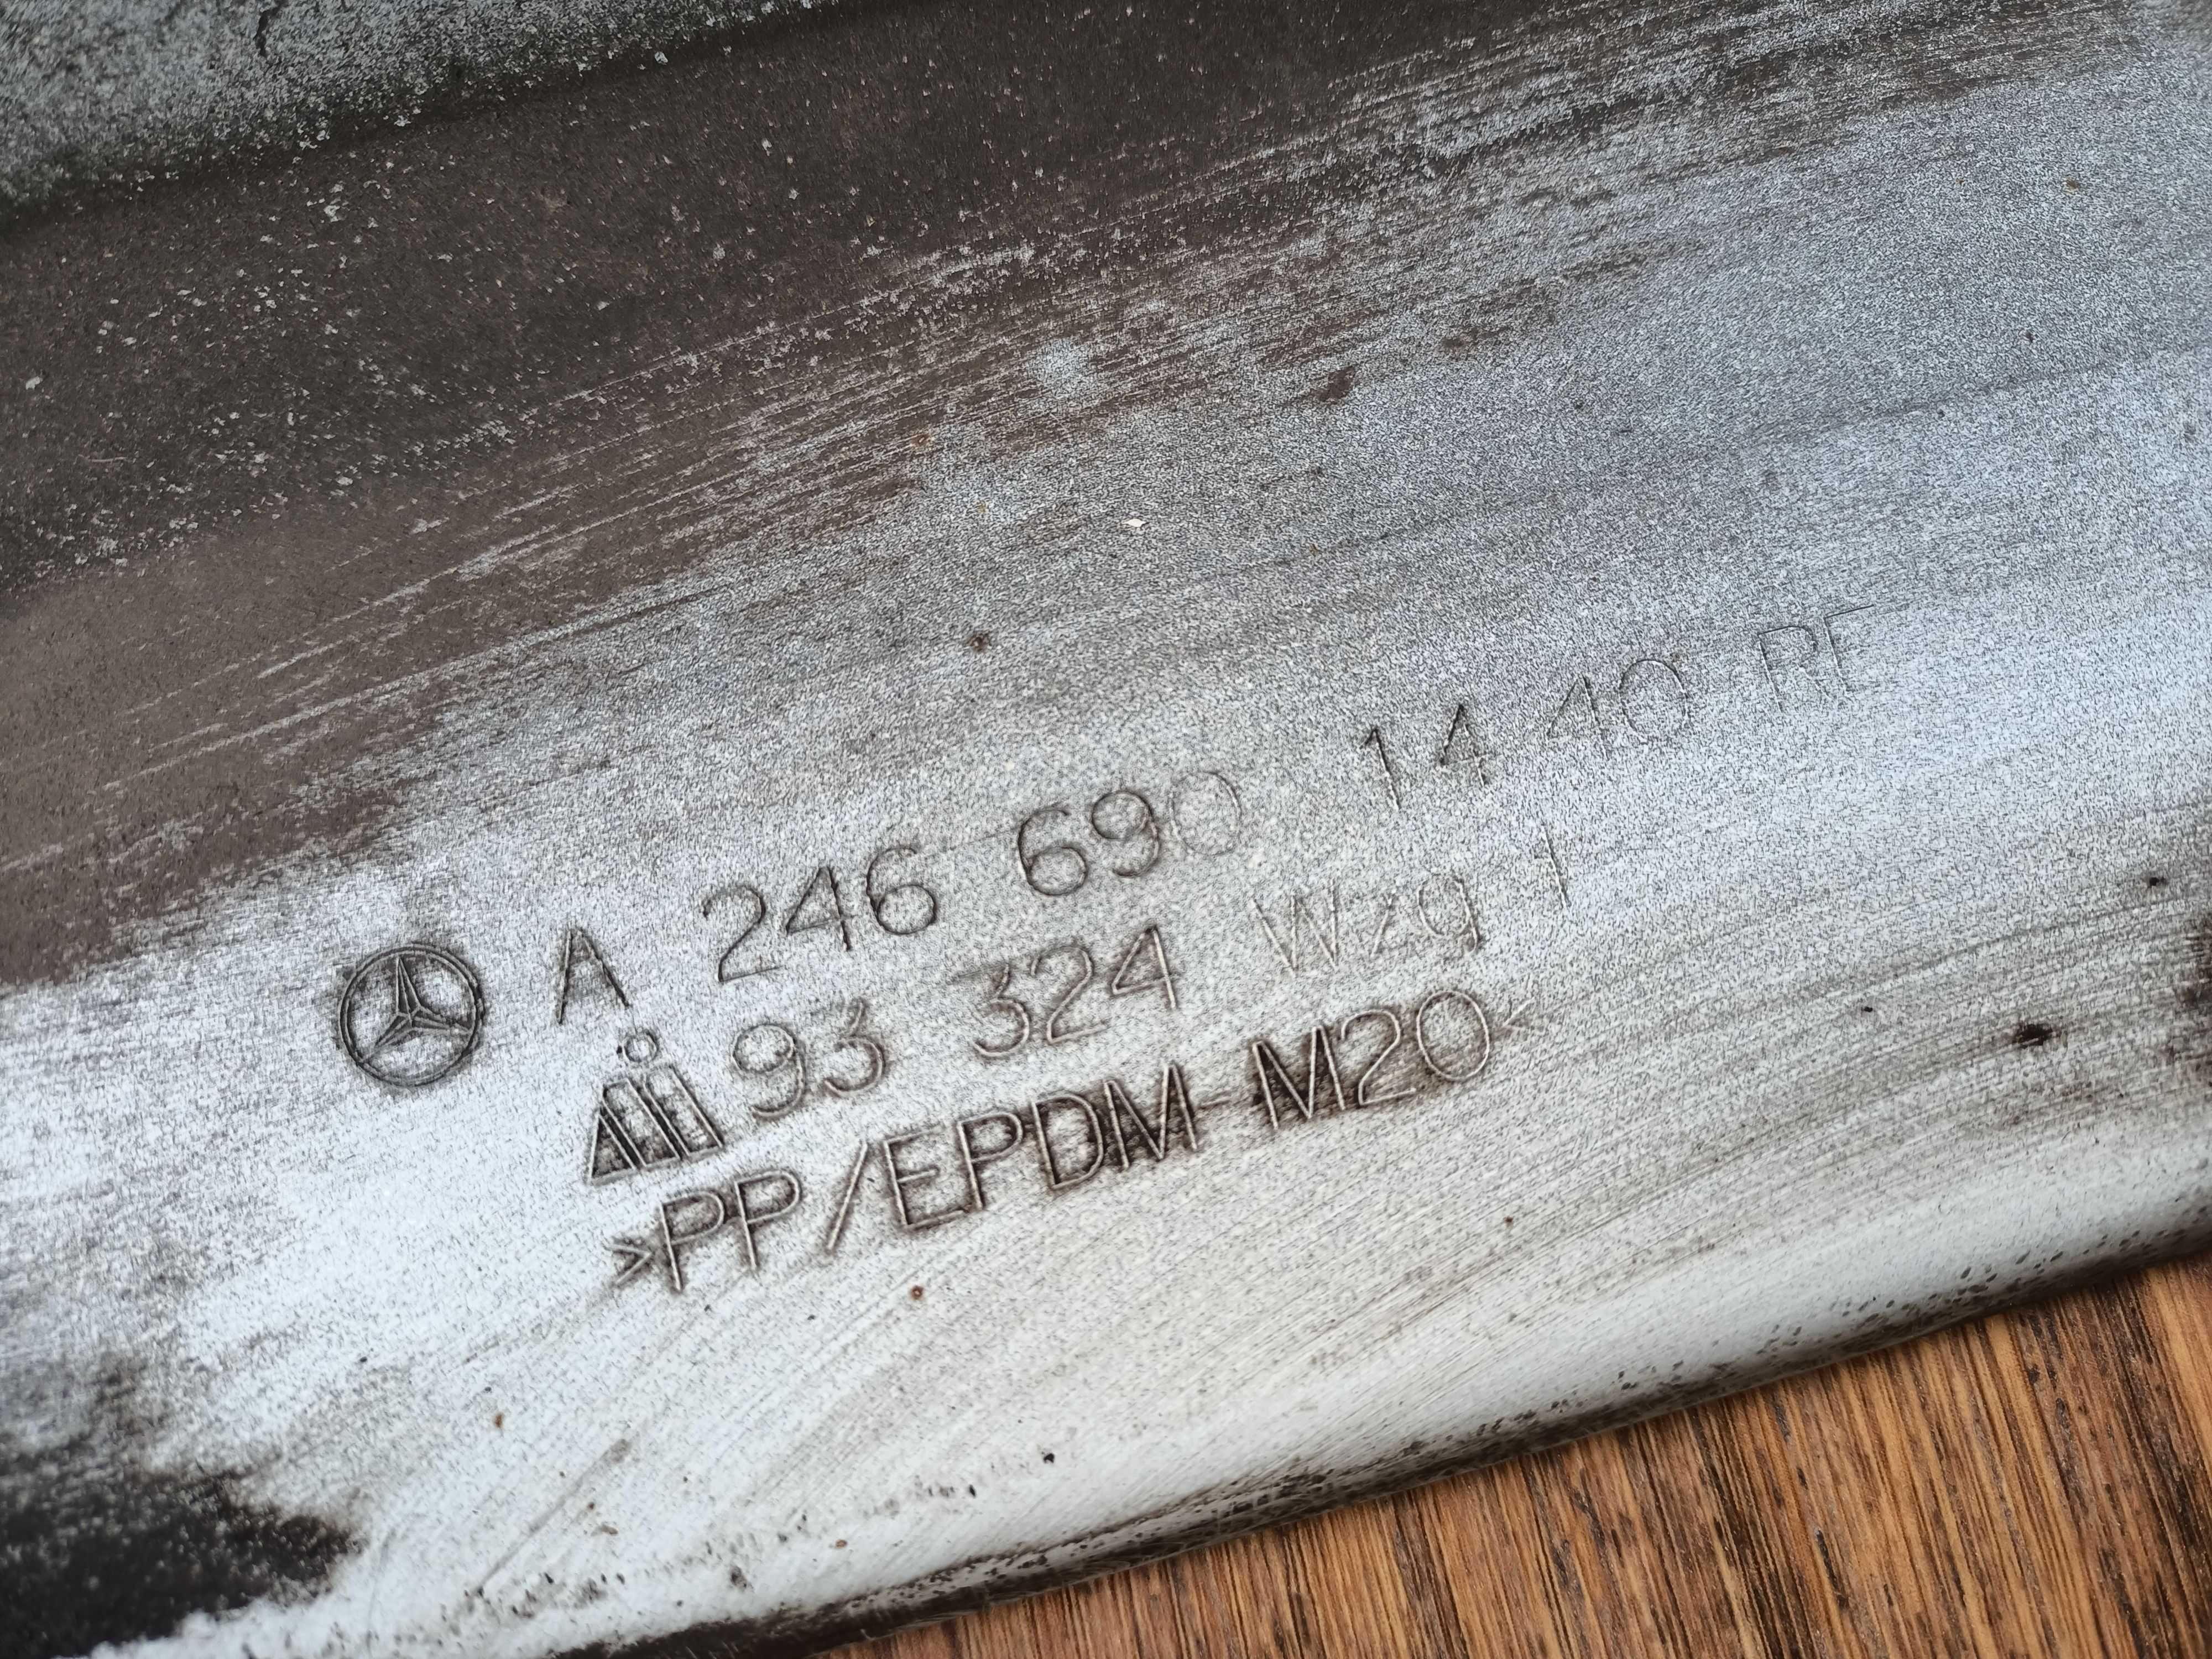 A 246 690 14 40 RE
93 324 Wzg 1
>PP/EPDM-M20<